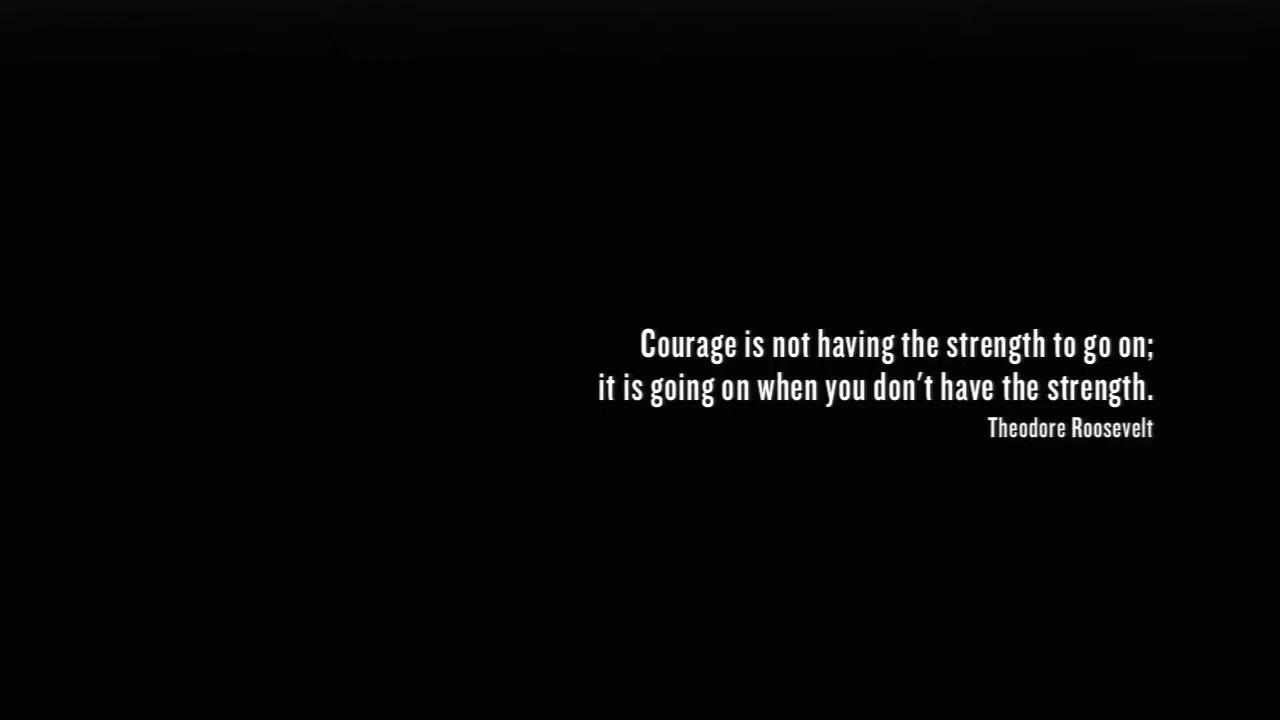 Courage is not having the strength to go on;
it is going on when you don't have the strength.
Theodore Roosevelt